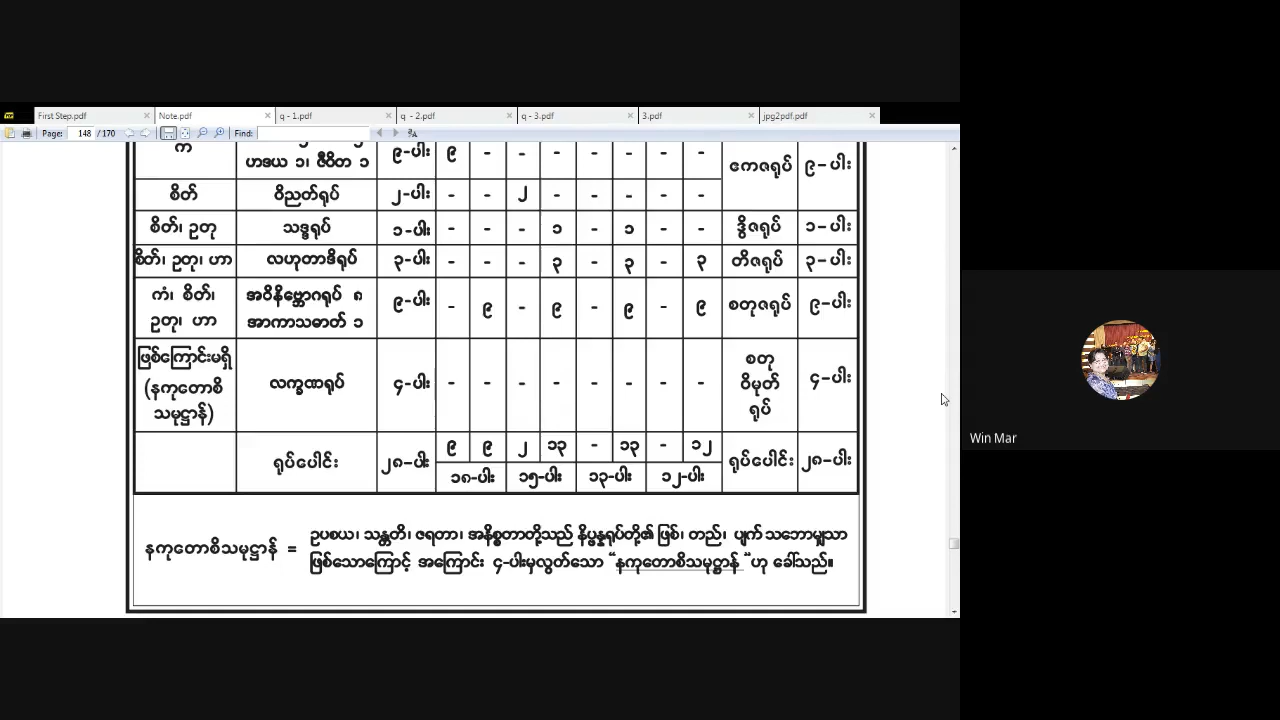 First Step.pdf Note.pdf q - 1.pdf q - 2.pdf q - 3.pdf 3.pdf jpg2pdf.pdf
Page: 148 / 170 Find:
ဟဒယ ၁၊ ဇီဝိတ ၁ ၉-ပါး ၉ - - - - - - - ဧကဇရုပ် ၉-ပါး
စိတ် ဝိညတ်ရုပ် ၂-ပါး - - ၂ - - - - -
စိတ်၊ ဥတု သဒ္ဒရုပ် ၁-ပါး - - - ၁ - ၁ - - ဒွိဇရုပ် ၁-ပါး
စိတ်၊ ဥတု၊ ဟာ လဟုတာဒိရုပ် ၃-ပါး - - - ၃ - ၃ - ၃ တိဇရုပ် ၃-ပါး
ကံ၊ စိတ်၊ အဝိနိဗ္ဘောဂရုပ် ၈ ၉-ပါး - ၉ - ၉ - ၉ - ၉ စတုဇရုပ် ၉-ပါး
ဥတု၊ ဟာ အာကာသဓာတ် ၁
ဖြစ်ကြောင်းမရှိ စတု
(နကုတောစိ လက္ခဏရုပ် ၄-ပါး - - - - - - - - ဝိမုတ် ၄-ပါး
သမုဋ္ဌာန်) ရုပ်
ရုပ်ပေါင်း ၂၈-ပါး ၉ ၉ ၂ ၁၃ - ၁၃ - ၁၂ ရုပ်ပေါင်း ၂၈-ပါး
၁၈-ပါး ၁၅-ပါး ၁၃-ပါး ၁၂-ပါး
နကုတောစိသမုဋ္ဌာန် = ဥပစယ၊ သန္တတိ၊ ဇရတာ၊ အနိစ္စတာတို့သည် နိပ္ဖန္နရုပ်တို့၏ ဖြစ်၊ တည်၊ ပျက် သဘောမျှသာ
ဖြစ်သောကြောင့် အကြောင်း ၄-ပါးမှလွတ်သော “နကုတောစိသမုဋ္ဌာန် “ဟု ခေါ်သည်။
Win Mar